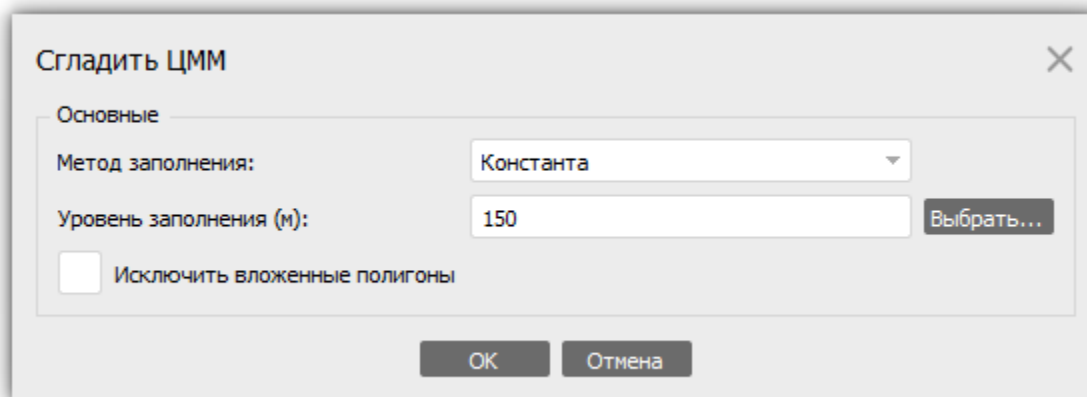 Сгладить ЦММ
Основные
Метод заполнения: Константа
Уровень заполнения (м): 150 Выбрать...
Исключить вложенные полигоны
OK Отмена